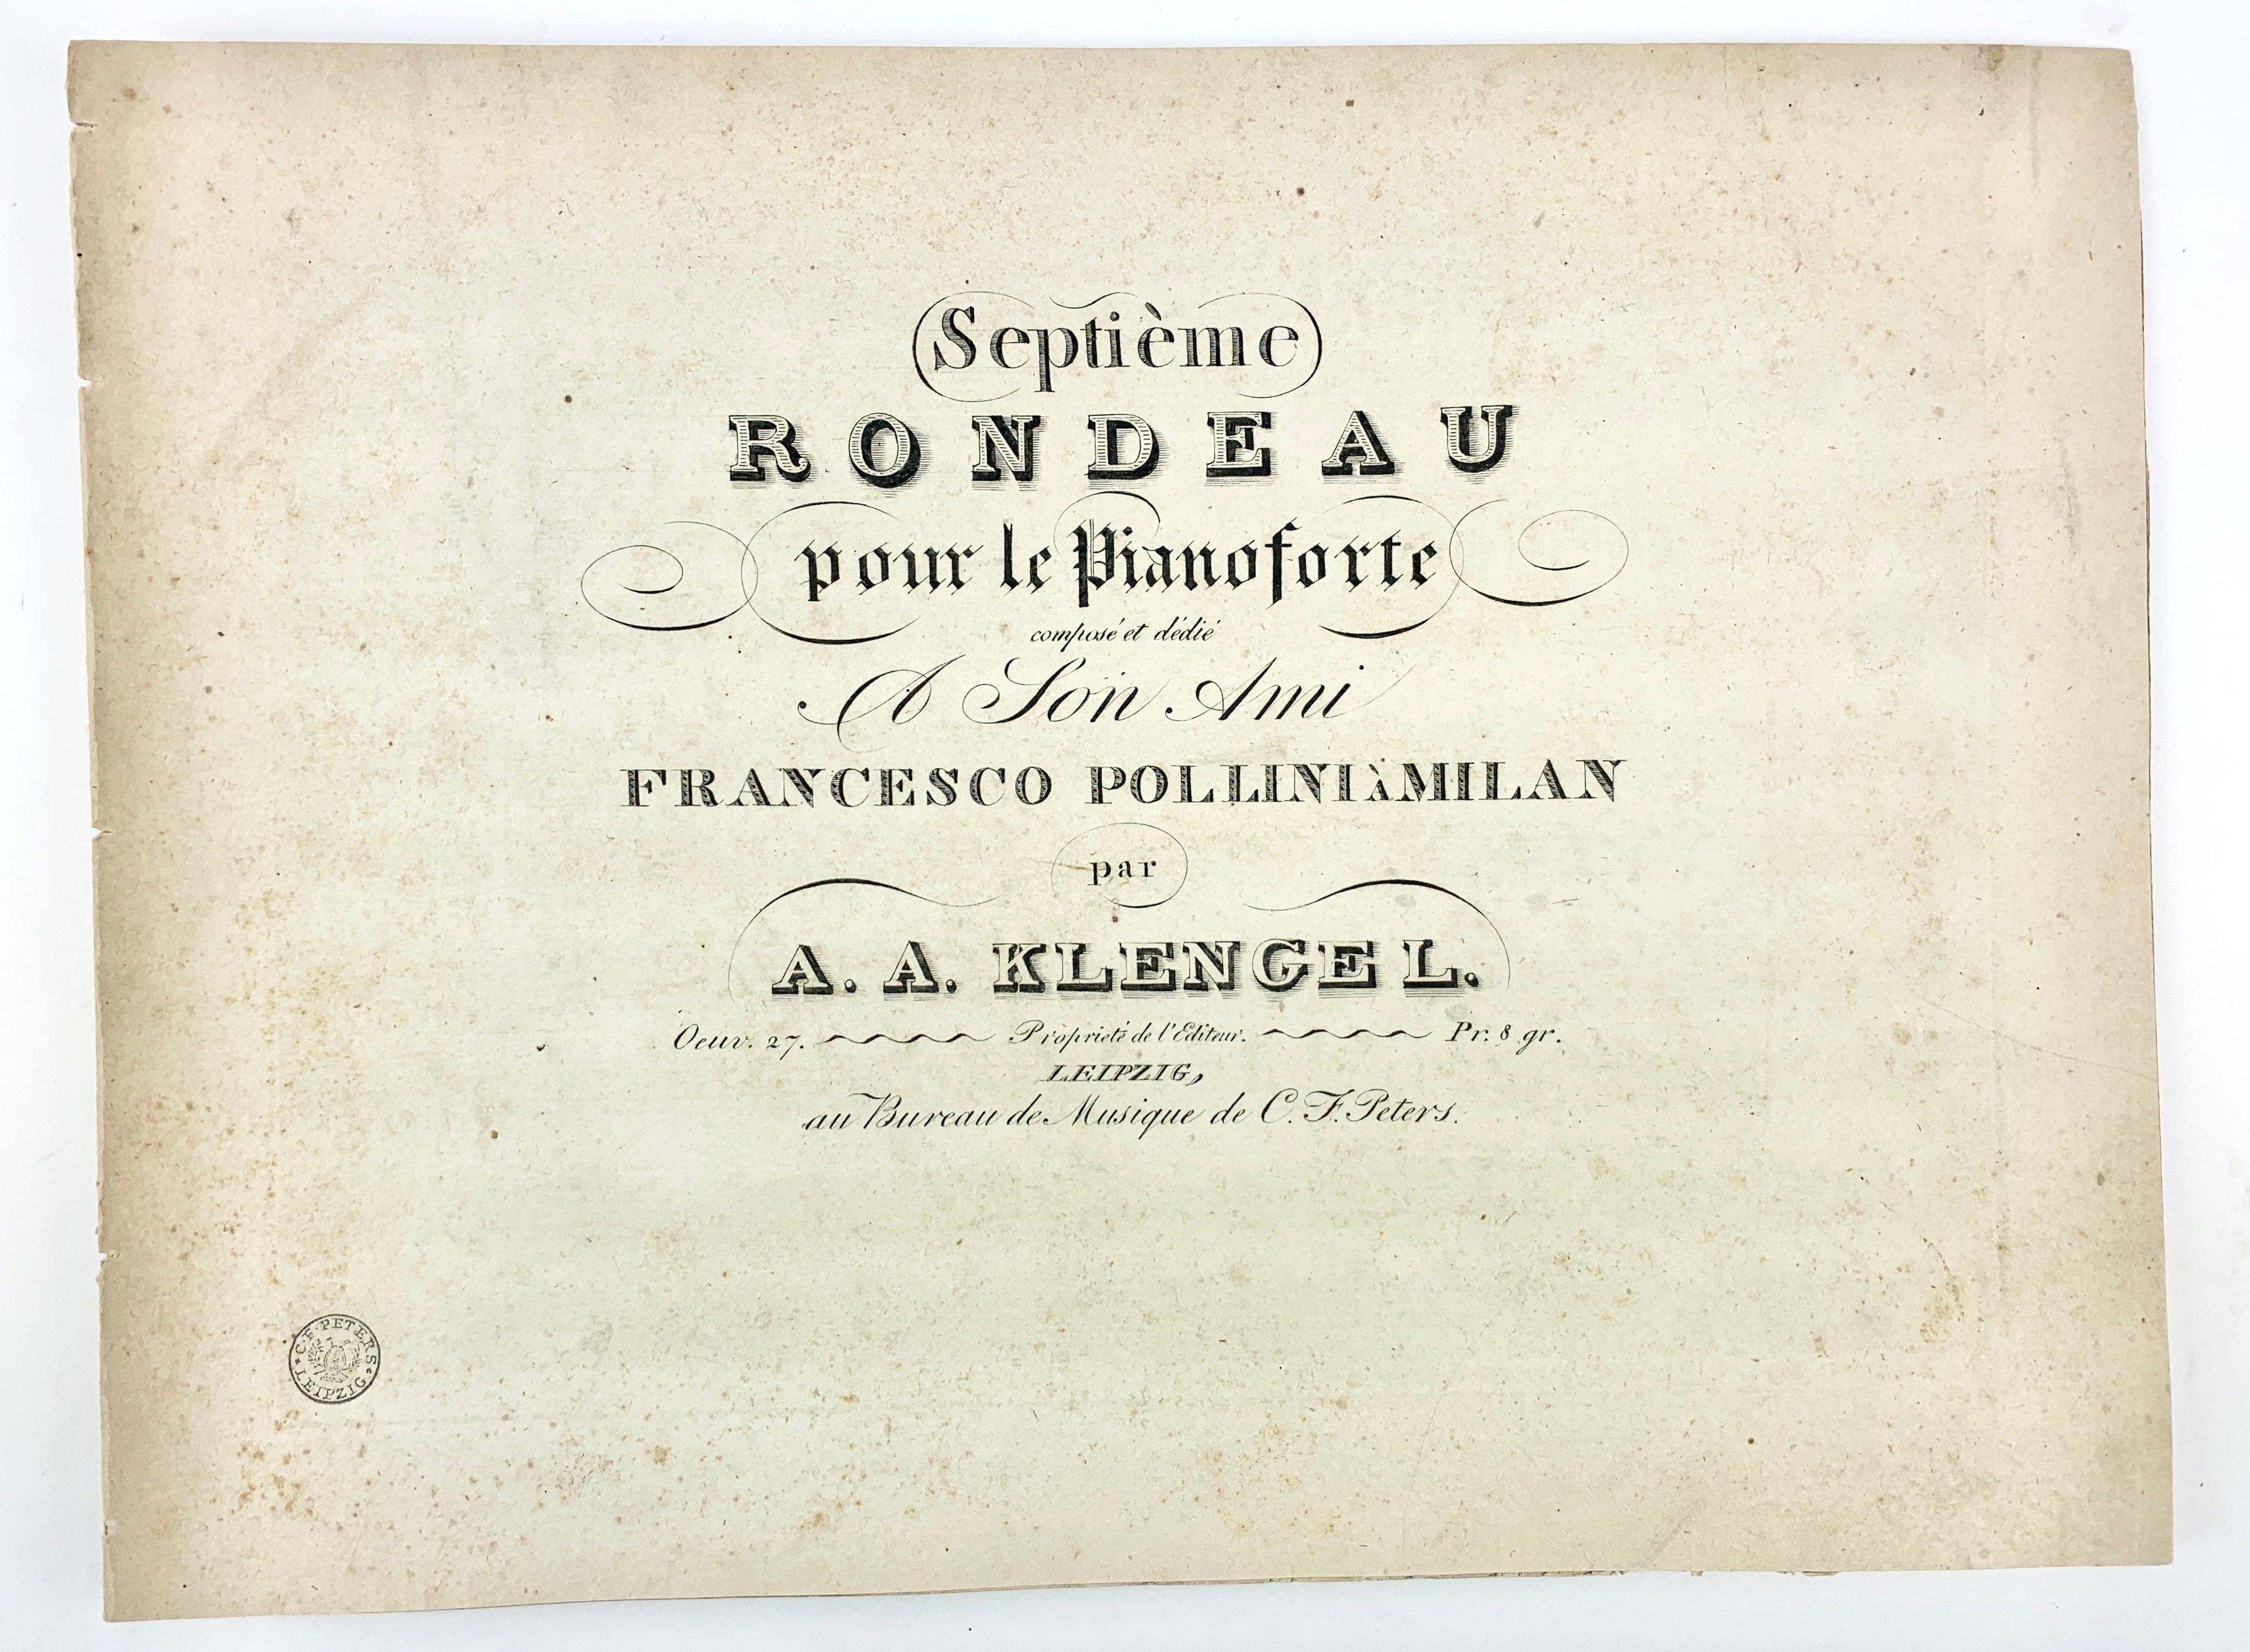 Septième
RONDEAU
pour le Pianoforte
composé et dédié
A Son Ami
FRANCESCO POLLINI à MILAN
par
A. A. KLENGEL.
Oeuv. 27. Proprieté de l'Editeur. Pr. 8 gr.
LEIPZIG,
au Bureau de Musique de C. F. Peters.
C. F. PETERS
LEIPZIG